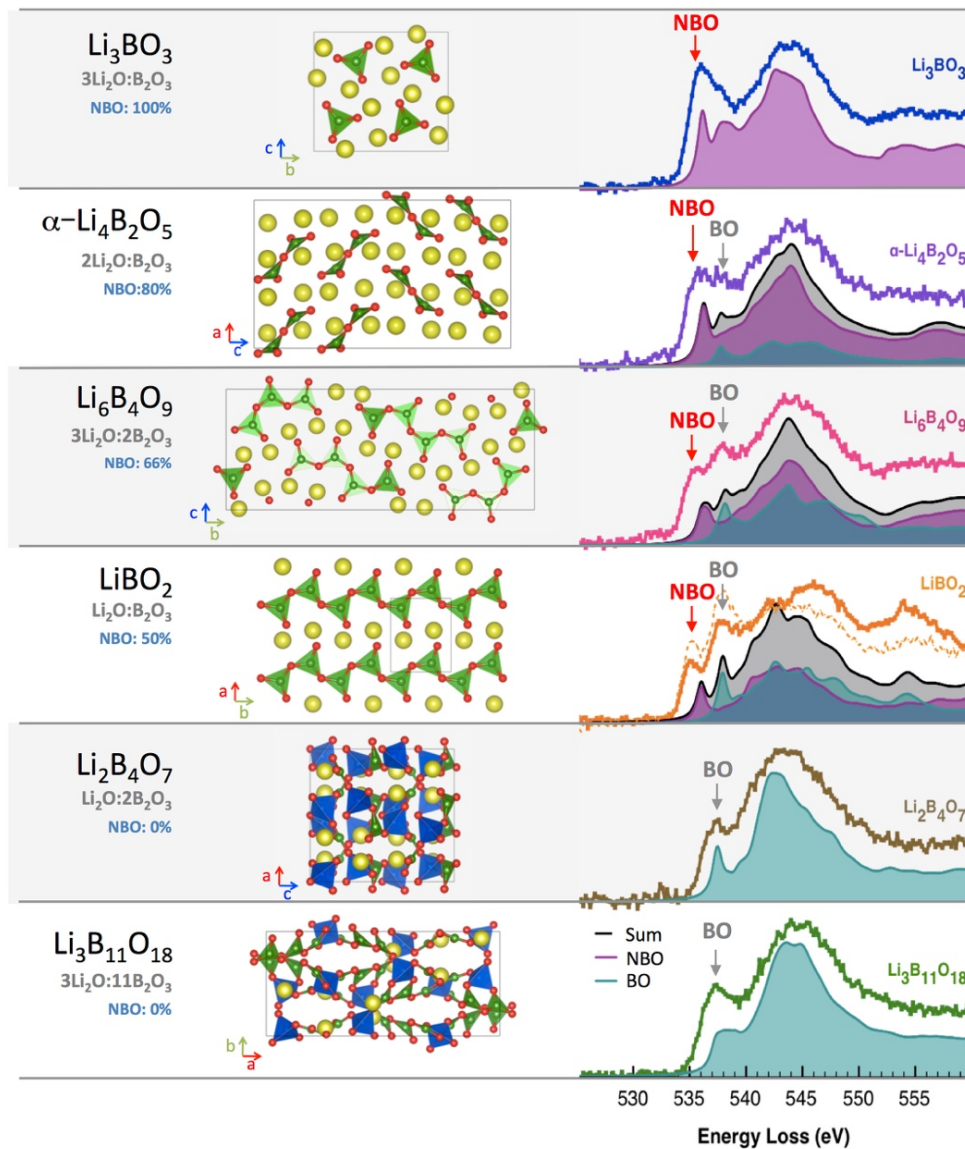 Li₃BO₃
3Li₂O:B₂O₃
NBO: 100%
c
b
NBO
Li₃BO₃
α−Li₄B₂O₅
2Li₂O:B₂O₃
NBO:80%
a
c
NBO
BO
α-Li₄B₂O₅
Li₆B₄O₉
3Li₂O:2B₂O₃
NBO: 66%
c
b
NBO
BO
Li₆B₄O₉
LiBO₂
Li₂O:B₂O₃
NBO: 50%
a
b
NBO
BO
LiBO₂
Li₂B₄O₇
Li₂O:2B₂O₃
NBO: 0%
a
c
BO
Li₂B₄O₇
Li₃B₁₁O₁₈
3Li₂O:11B₂O₃
NBO: 0%
b
a
Sum
NBO
BO
BO
Li₃B₁₁O₁₈
530 535 540 545 550 555
Energy Loss (eV)